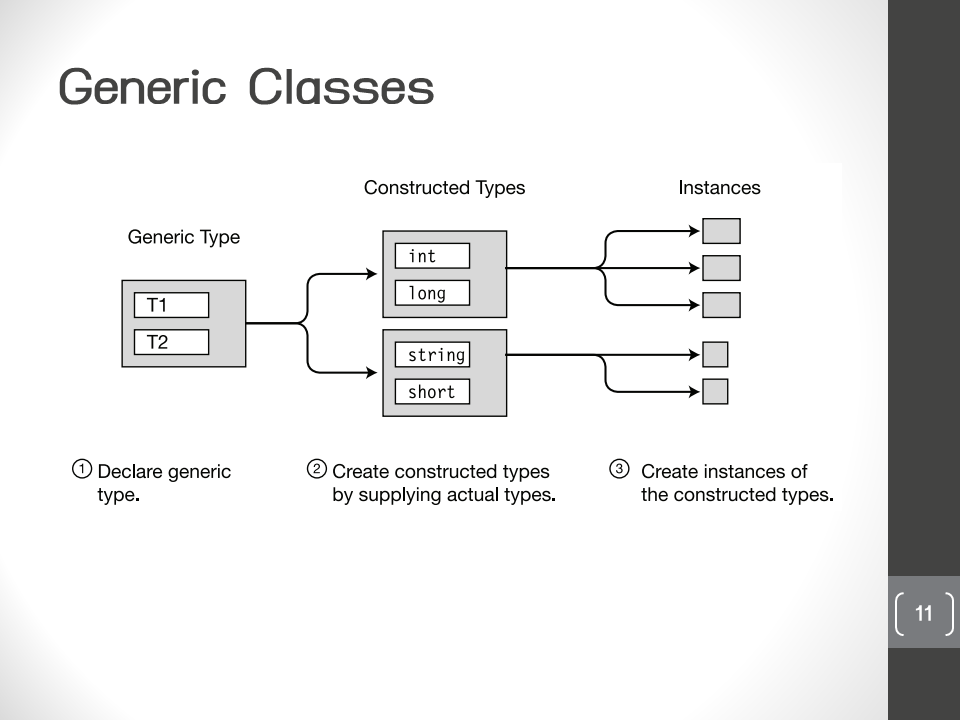 Generic Classes
Constructed Types
Instances
Generic Type
int
long
T1
T2
string
short
① Declare generic
type.
② Create constructed types
by supplying actual types.
③ Create instances of
the constructed types.
11